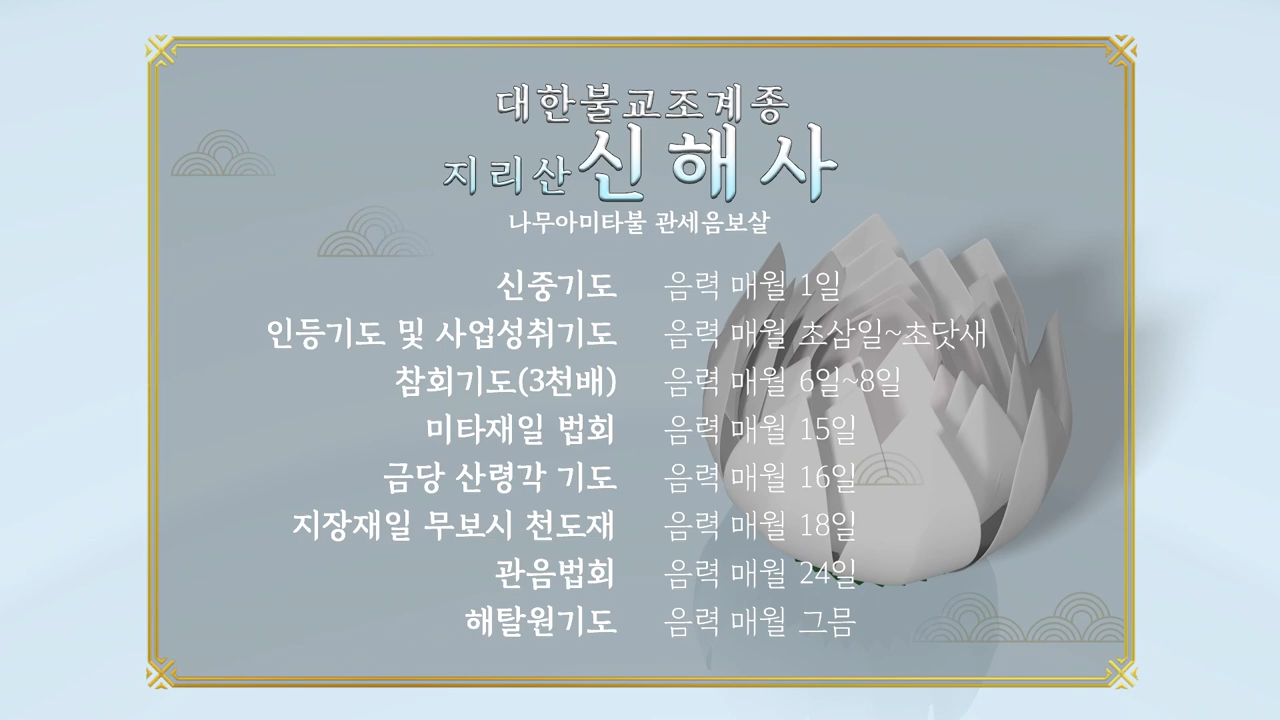 대한불교조계종
지리산 신해사
나무아미타불 관세음보살
신중기도 음력 매월 1일
인등기도 및 사업성취기도 음력 매월 초삼일~초닷새
참회기도(3천배) 음력 매월 6일~8일
미타재일 법회 음력 매월 15일
금당 산령각 기도 음력 매월 16일
지장재일 무보시 천도재 음력 매월 18일
관음법회 음력 매월 24일
해탈원기도 음력 매월 그믐